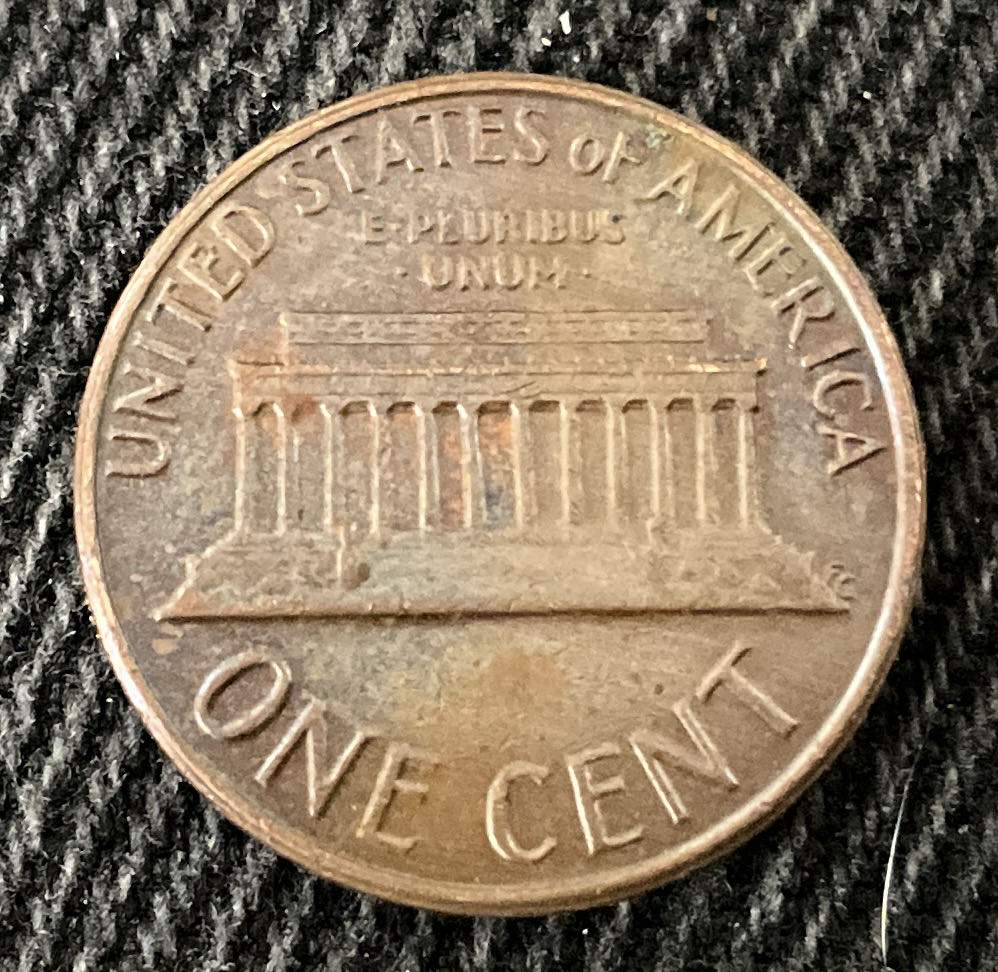 UNITED STATES OF AMERICA
E·PLURIBUS
·UNUM·
ONE CENT